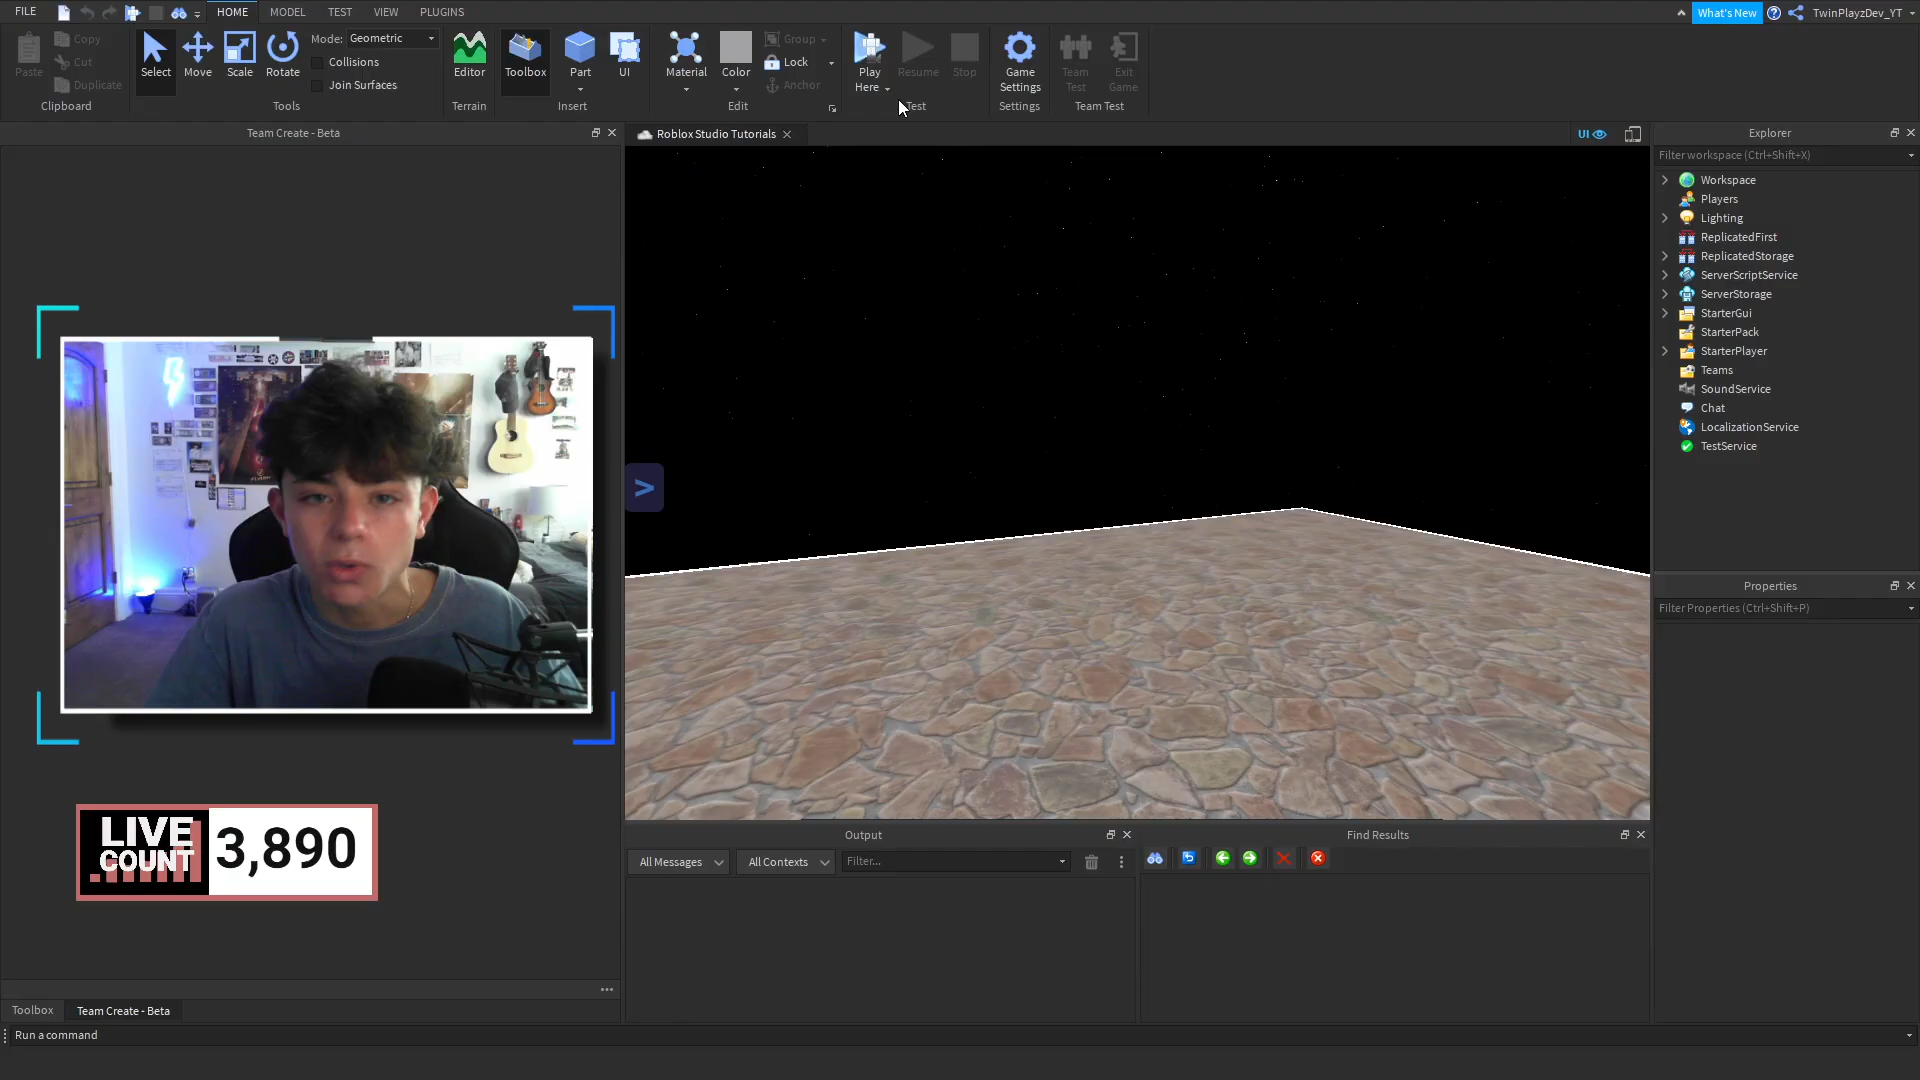 FILE HOME MODEL TEST VIEW PLUGINS What's New TwinPlayzDev_YT
Paste Copy Cut Duplicate Clipboard
Select Move Scale Rotate Mode: Geometric Collisions Join Surfaces Tools
Editor Terrain
Toolbox Part UI Insert
Material Color Group Lock Anchor Edit
Play Here Resume Stop Test
Game Settings Settings
Team Test Exit Game Team Test
Team Create - Beta
Roblox Studio Tutorials
UI
Explorer
Filter workspace (Ctrl+Shift+X)
Workspace
Players
Lighting
ReplicatedFirst
ReplicatedStorage
ServerScriptService
ServerStorage
StarterGui
StarterPack
StarterPlayer
Teams
SoundService
Chat
LocalizationService
TestService
>
Properties
Filter Properties (Ctrl+Shift+P)
LIVE
COUNT
3,890
Output
All Messages All Contexts Filter...
Find Results
Toolbox Team Create - Beta
Run a command